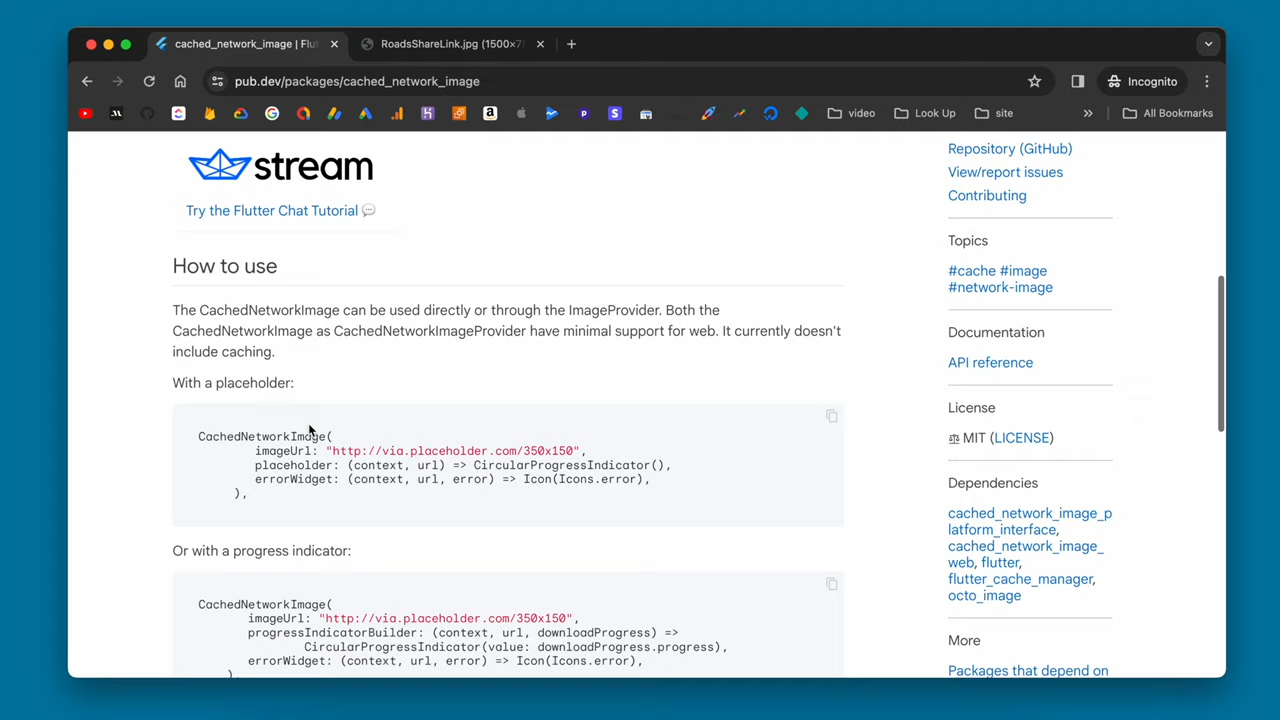 cached_network_image | Flut
RoadsShareLink.jpg (1500×7
pub.dev/packages/cached_network_image
Incognito
video
Look Up
site
All Bookmarks
stream
Try the Flutter Chat Tutorial 💬
How to use
The CachedNetworkImage can be used directly or through the ImageProvider. Both the
CachedNetworkImage as CachedNetworkImageProvider have minimal support for web. It currently doesn't
include caching.
With a placeholder:
CachedNetworkImage(
imageUrl: "http://via.placeholder.com/350x150",
placeholder: (context, url) => CircularProgressIndicator(),
errorWidget: (context, url, error) => Icon(Icons.error),
),
Or with a progress indicator:
CachedNetworkImage(
imageUrl: "http://via.placeholder.com/350x150",
progressIndicatorBuilder: (context, url, downloadProgress) =>
CircularProgressIndicator(value: downloadProgress.progress),
errorWidget: (context, url, error) => Icon(Icons.error),
),
Repository (GitHub)
View/report issues
Contributing
Topics
#cache #image
#network-image
Documentation
API reference
License
MIT (LICENSE)
Dependencies
cached_network_image_p
latform_interface,
cached_network_image_
web, flutter,
flutter_cache_manager,
octo_image
More
Packages that depend on